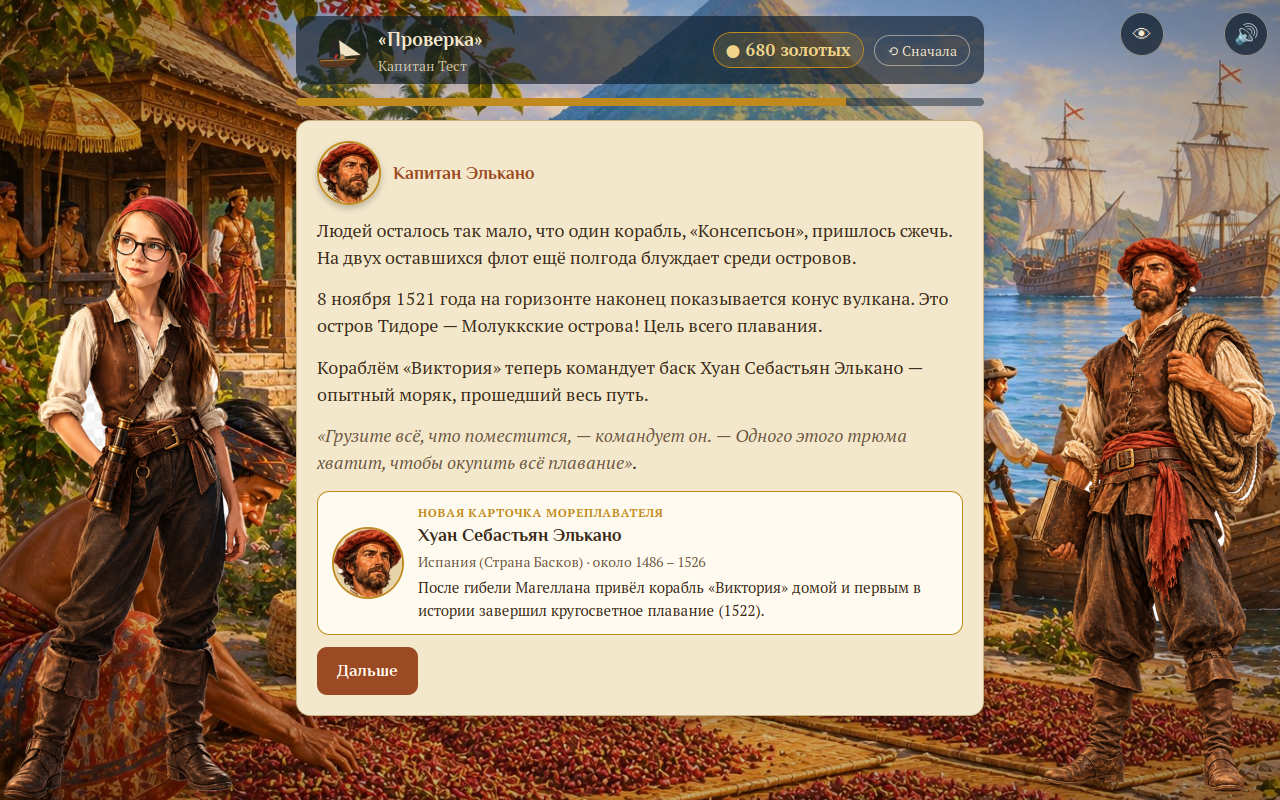 «Проверка»
Капитан Тест
680 золотых
⟲ Сначала
Капитан Элькано
Людей осталось так мало, что один корабль, «Консепсьон», пришлось сжечь.
На двух оставшихся флот ещё полгода блуждает среди островов.
8 ноября 1521 года на горизонте наконец показывается конус вулкана. Это
остров Тидоре — Молуккские острова! Цель всего плавания.
Кораблём «Виктория» теперь командует баск Хуан Себастьян Элькано —
опытный моряк, прошедший весь путь.
«Грузите всё, что поместится, — командует он. — Одного этого трюма
хватит, чтобы окупить всё плавание».
НОВАЯ КАРТОЧКА МОРЕПЛАВАТЕЛЯ
Хуан Себастьян Элькано
Испания (Страна Басков) · около 1486 – 1526
После гибели Магеллана привёл корабль «Виктория» домой и первым в
истории завершил кругосветное плавание (1522).
Дальше